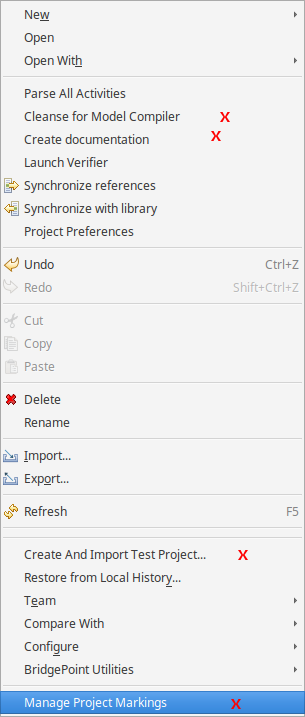 New
Open
Open With
Parse All Activities
Cleanse for Model Compiler X
Create documentation X
Launch Verifier
Synchronize references
Synchronize with library
Project Preferences
Undo Ctrl+Z
Redo Shift+Ctrl+Z
Cut
Copy
Paste
Delete
Rename
Import...
Export...
Refresh F5
Create And Import Test Project... X
Restore from Local History...
Team
Compare With
Configure
BridgePoint Utilities
Manage Project Markings X